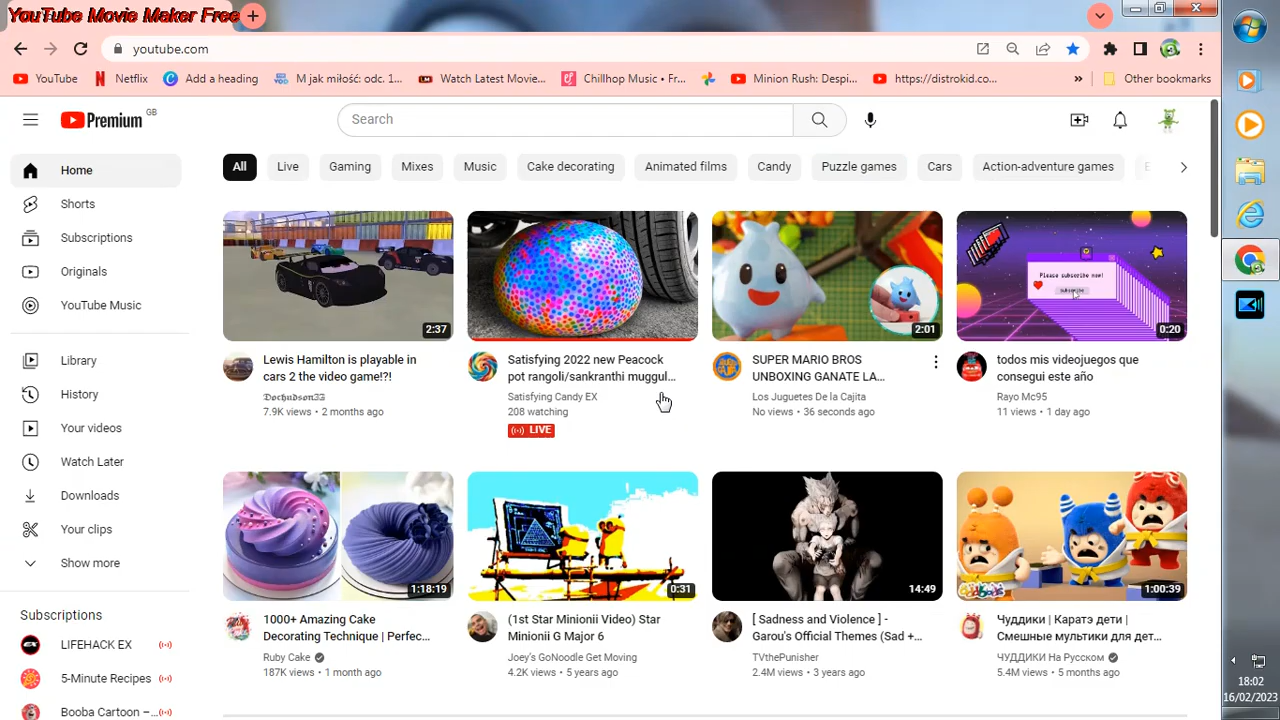 YouTube Movie Maker Free
youtube.com
YouTube
Netflix
Add a heading
M jak miłość: odc. 1...
Watch Latest Movie...
Chillhop Music • Fr...
Minion Rush: Despi...
https://distrokid.co...
»
Other bookmarks
Premium GB
Search
Home
Shorts
Subscriptions
Originals
YouTube Music
Library
History
Your videos
Watch Later
Downloads
Your clips
Show more
Subscriptions
LIFEHACK EX
5-Minute Recipes
Booba Cartoon –...
All
Live
Gaming
Mixes
Music
Cake decorating
Animated films
Candy
Puzzle games
Cars
Action-adventure games
2:37
Lewis Hamilton is playable in
cars 2 the video game!?!
7.9K views • 2 months ago
Satisfying 2022 new Peacock
pot rangoli/sankranthi muggul...
Satisfying Candy EX
208 watching
LIVE
2:01
SUPER MARIO BROS
UNBOXING GANATE LA...
Los Juguetes De la Cajita
No views • 36 seconds ago
Please subscribe now!
subscribe
0:20
todos mis videojuegos que
consegui este año
Rayo Mc95
11 views • 1 day ago
1:18:19
1000+ Amazing Cake
Decorating Technique | Perfec...
Ruby Cake
187K views • 1 month ago
0:31
(1st Star Minionii Video) Star
Minionii G Major 6
Joey's GoNoodle Get Moving
4.2K views • 5 years ago
14:49
[ Sadness and Violence ] -
Garou's Official Themes (Sad +...
TVthePunisher
2.4M views • 3 years ago
1:00:39
Чуддики | Каратэ дети |
Смешные мультики для дет...
ЧУДДИКИ На Русском
5.4M views • 5 months ago
18:02
16/02/2023